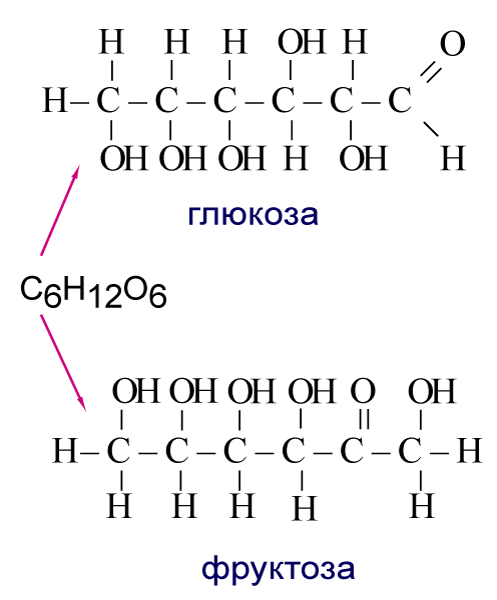 H H H OH H O
H– C – C – C – C – C – C
OH OH OH H OH H
глюкоза
C6H12O6
OH OH OH OH O OH
H– C – C – C – C – C – C – H
H H H H H
фруктоза